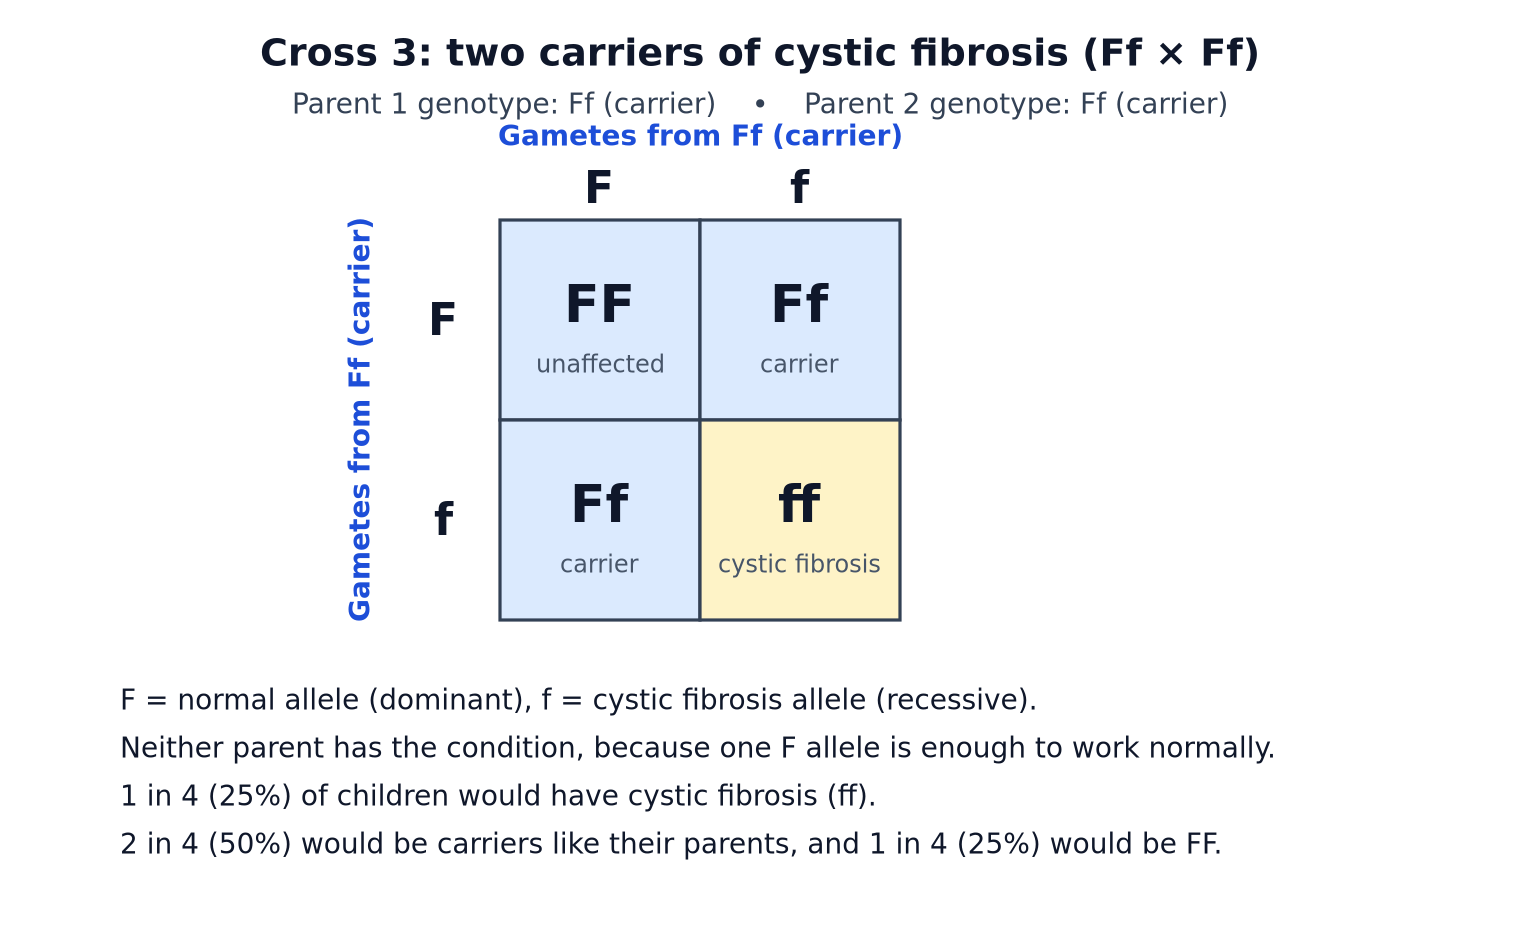 Cross 3: two carriers of cystic fibrosis (Ff × Ff)
Parent 1 genotype: Ff (carrier) • Parent 2 genotype: Ff (carrier)
Gametes from Ff (carrier)
F f
Gametes from Ff (carrier)
F
FF Ff
unaffected carrier
f
Ff ff
carrier cystic fibrosis
F = normal allele (dominant), f = cystic fibrosis allele (recessive).
Neither parent has the condition, because one F allele is enough to work normally.
1 in 4 (25%) of children would have cystic fibrosis (ff).
2 in 4 (50%) would be carriers like their parents, and 1 in 4 (25%) would be FF.